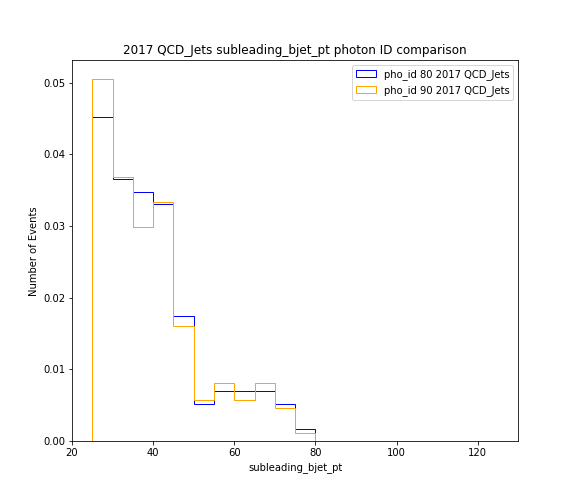 2017 QCD_Jets subleading_bjet_pt photon ID comparison
pho_id 80 2017 QCD_Jets
pho_id 90 2017 QCD_Jets
Number of Events
0.05
0.04
0.03
0.02
0.01
0.00
20 40 60 80 100 120
subleading_bjet_pt